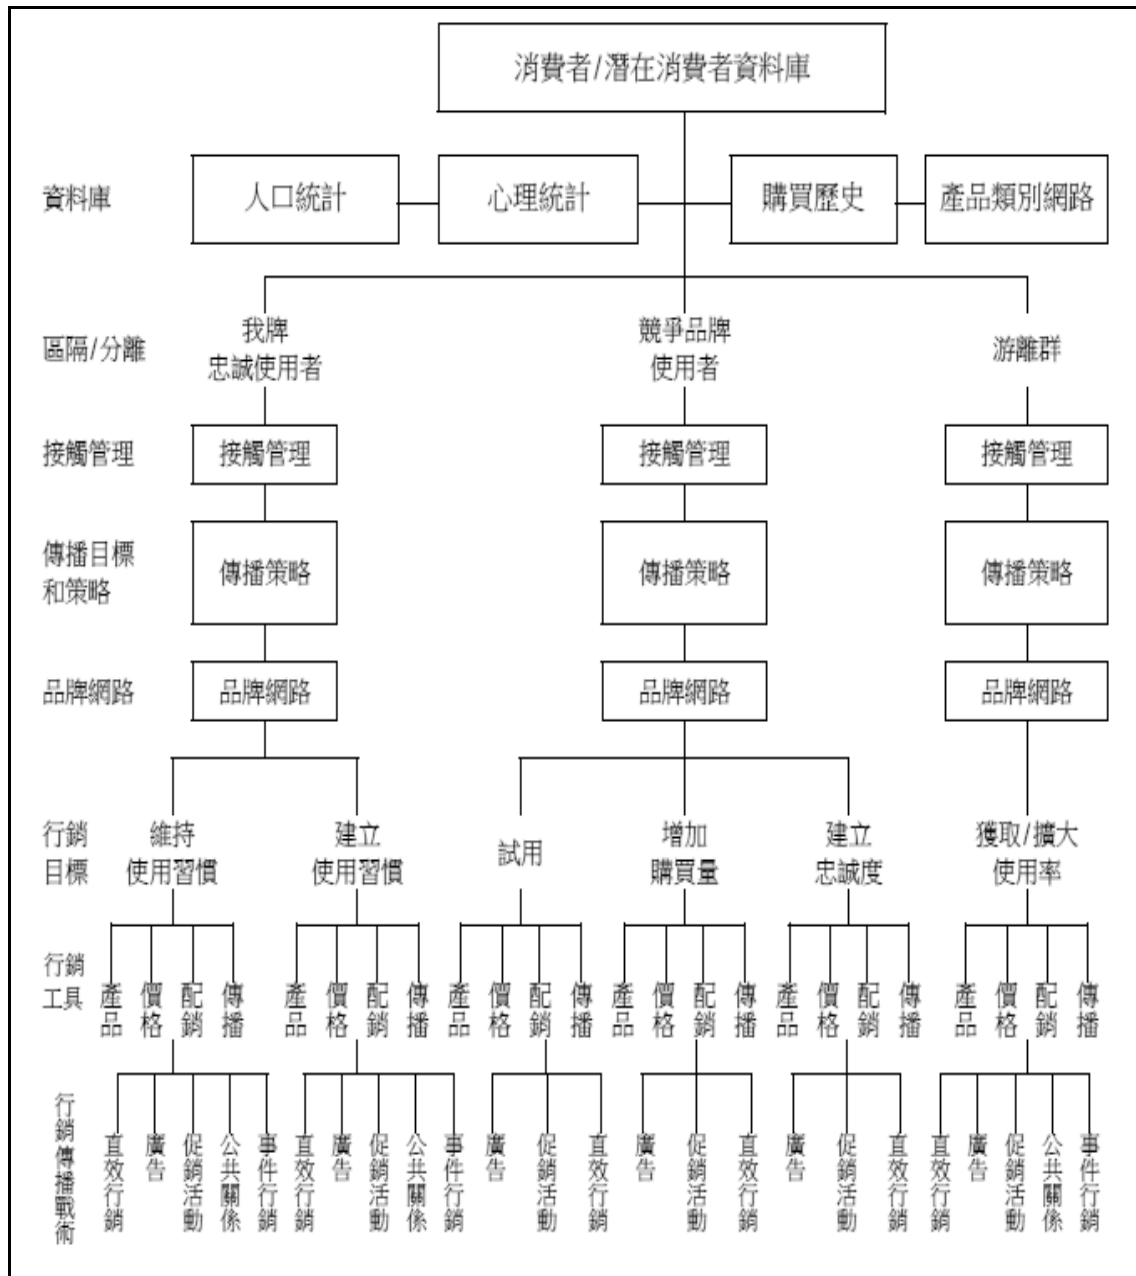 消費者/潛在消費者資料庫
資料庫
人口統計
心理統計
購買歷史
產品類別網路
區隔/分離
我牌
忠誠使用者
競爭品牌
使用者
游離群
接觸管理
接觸管理
接觸管理
接觸管理
傳播目標
和策略
傳播策略
傳播策略
傳播策略
品牌網路
品牌網路
品牌網路
品牌網路
行銷
目標
維持
使用習慣
建立
使用習慣
試用
增加
購買量
建立
忠誠度
獲取/擴大
使用率
行銷
工具
產品
價格
配銷
傳播
產品
價格
配銷
傳播
產品
價格
配銷
傳播
產品
價格
配銷
傳播
產品
價格
配銷
傳播
產品
價格
配銷
傳播
行銷傳播戰術
直效行銷
廣告
促銷活動
公共關係
事件行銷
直效行銷
廣告
促銷活動
公共關係
事件行銷
廣告
促銷活動
直效行銷
廣告
促銷活動
直效行銷
廣告
促銷活動
直效行銷
直效行銷
廣告
促銷活動
公共關係
事件行銷